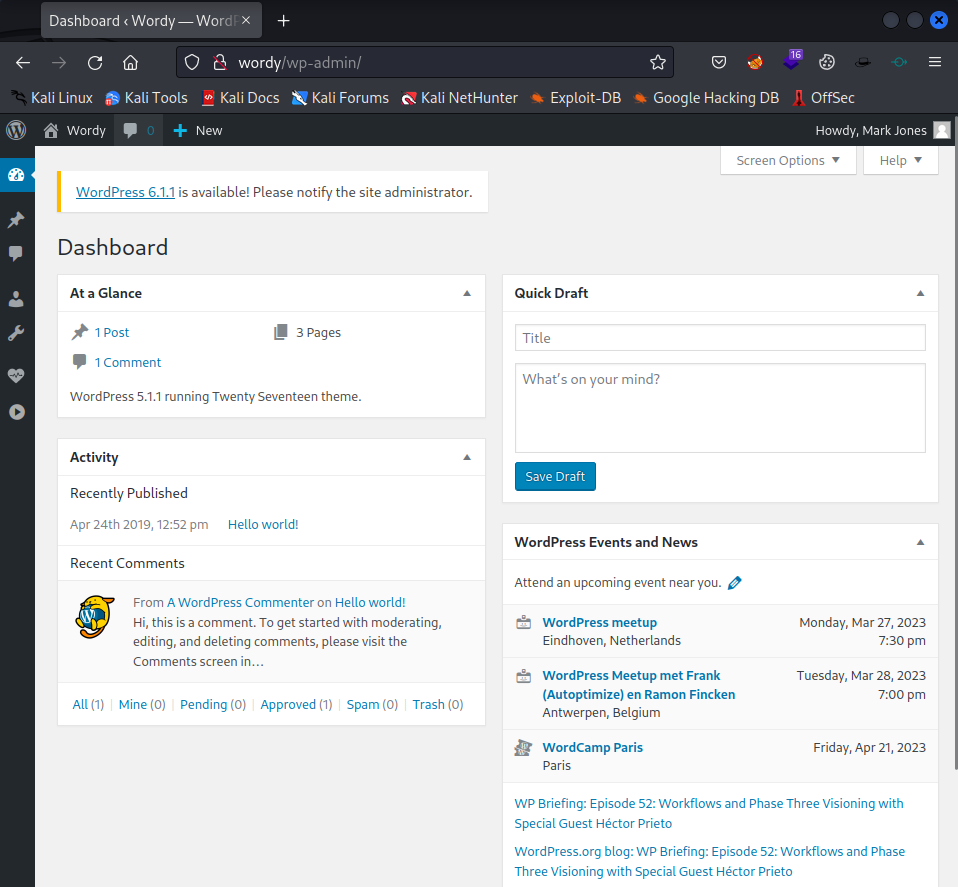 Dashboard ‹ Wordy — WordP
wordy/wp-admin/
16
Kali Linux Kali Tools Kali Docs Kali Forums Kali NetHunter Exploit-DB Google Hacking DB OffSec
Wordy 0 New Howdy, Mark Jones
Screen Options Help
WordPress 6.1.1 is available! Please notify the site administrator.
Dashboard
At a Glance
1 Post 3 Pages
1 Comment
WordPress 5.1.1 running Twenty Seventeen theme.
Activity
Recently Published
Apr 24th 2019, 12:52 pm Hello world!
Recent Comments
From A WordPress Commenter on Hello world!
Hi, this is a comment. To get started with moderating,
editing, and deleting comments, please visit the
Comments screen in…
All (1) | Mine (0) | Pending (0) | Approved (1) | Spam (0) | Trash (0)
Quick Draft
Title
What's on your mind?
Save Draft
WordPress Events and News
Attend an upcoming event near you.
WordPress meetup Monday, Mar 27, 2023
Eindhoven, Netherlands 7:30 pm
WordPress Meetup met Frank Tuesday, Mar 28, 2023
(Autoptimize) en Ramon Fincken 7:00 pm
Antwerpen, Belgium
WordCamp Paris Friday, Apr 21, 2023
Paris
WP Briefing: Episode 52: Workflows and Phase Three Visioning with
Special Guest Héctor Prieto
WordPress.org blog: WP Briefing: Episode 52: Workflows and Phase
Three Visioning with Special Guest Héctor Prieto